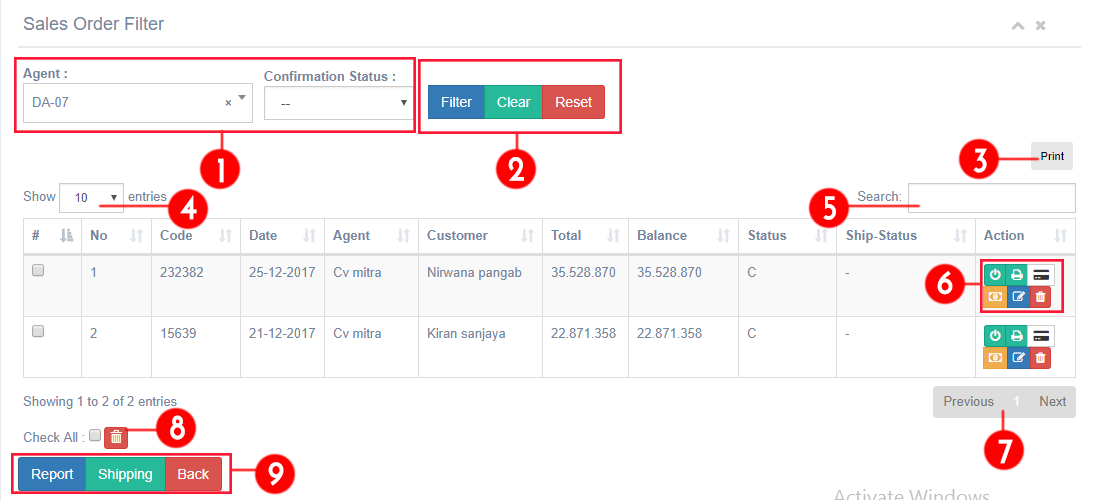 Sales Order Filter
Agent :
Confirmation Status :
DA-07 ×
--
Filter Clear Reset
1
2
3
Print
Show 10 entries
4
5
Search:
# No Code Date Agent Customer Total Balance Status Ship-Status Action
1 232382 25-12-2017 Cv mitra Nirwana pangab 35.528.870 35.528.870 C -
6
2 15639 21-12-2017 Cv mitra Kiran sanjaya 22.871.358 22.871.358 C -
Showing 1 to 2 of 2 entries
Previous 1 Next
7
Check All :
8
Report Shipping Back
9
Activate Windows